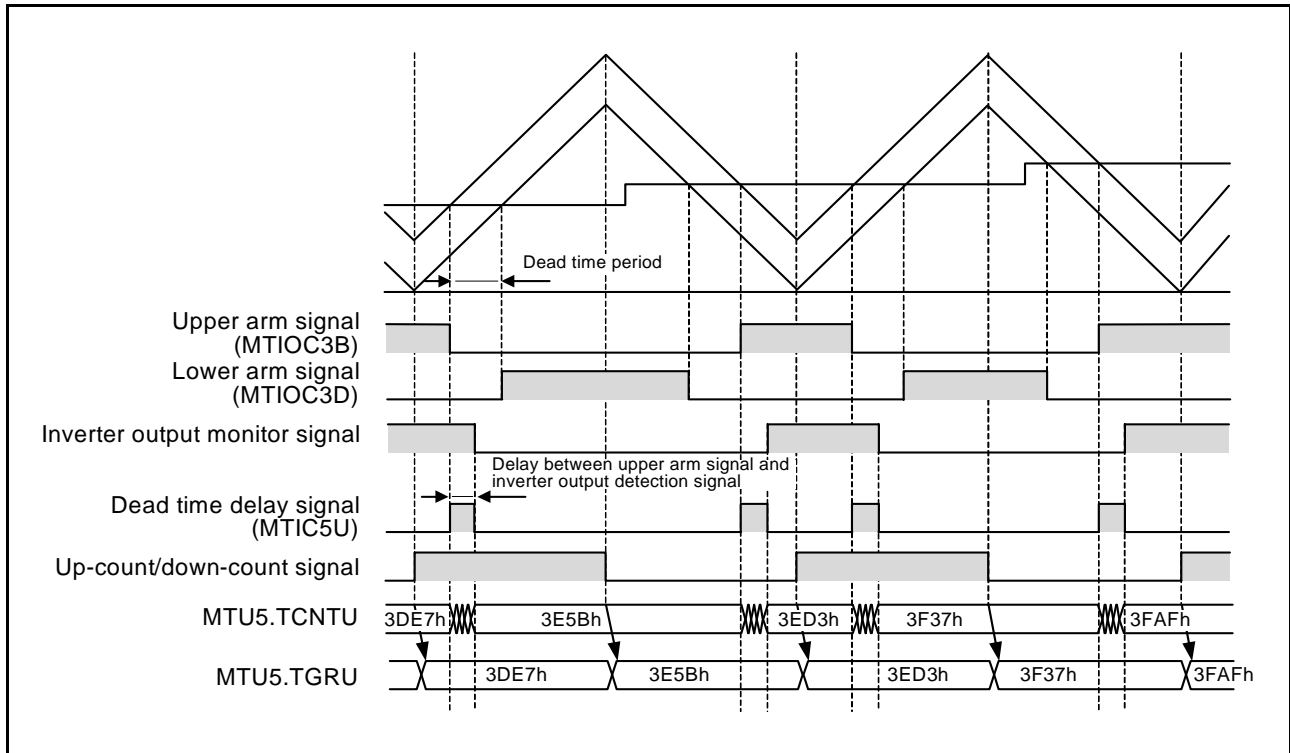 Dead time period
Upper arm signal
(MTIOC3B)
Lower arm signal
(MTIOC3D)
Inverter output monitor signal
Delay between upper arm signal and
inverter output detection signal
Dead time delay signal
(MTIC5U)
Up-count/down-count signal
MTU5.TCNTU
3DE7h
3E5Bh
3ED3h
3F37h
3FAFh
MTU5.TGRU
3DE7h
3E5Bh
3ED3h
3F37h
3FAFh